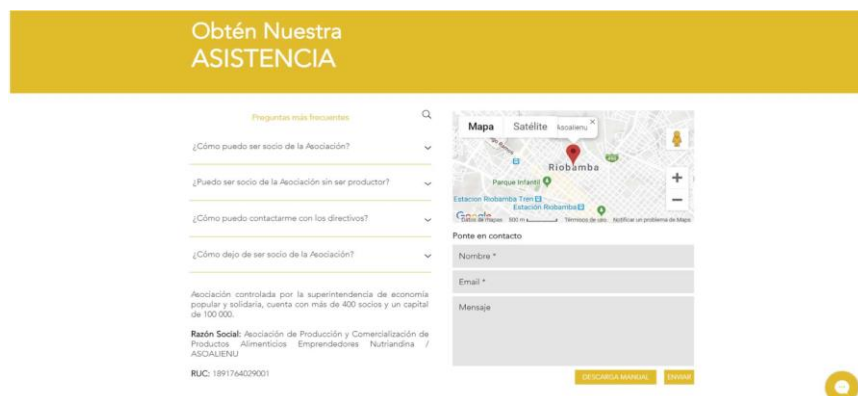 Obtén Nuestra
ASISTENCIA
Preguntas más frecuentes
¿Cómo puedo ser socio de la Asociación?
¿Puedo ser socio de la Asociación sin ser productor?
¿Cómo puedo contactarme con los directivos?
¿Cómo dejo de ser socio de la Asociación?
Asociación controlada por la superintendencia de economía
popular y solidaria, cuenta con más de 400 socios y un capital
de 100 000.
Razón Social: Asociación de Producción y Comercialización de
Productos Alimenticios Emprendedores Nutriandina /
ASOALIENU
RUC: 1891764029001
Mapa
Satélite
Asoalienu
Riobamba
Parque Infantil
Estacion Riobamba Tren
Estación Riobamba
Google
Datos de mapas 500 m Términos de uso Notificar un problema de Maps
Ponte en contacto
Nombre *
Email *
Mensaje
DESCARGA MANUAL
ENVIAR